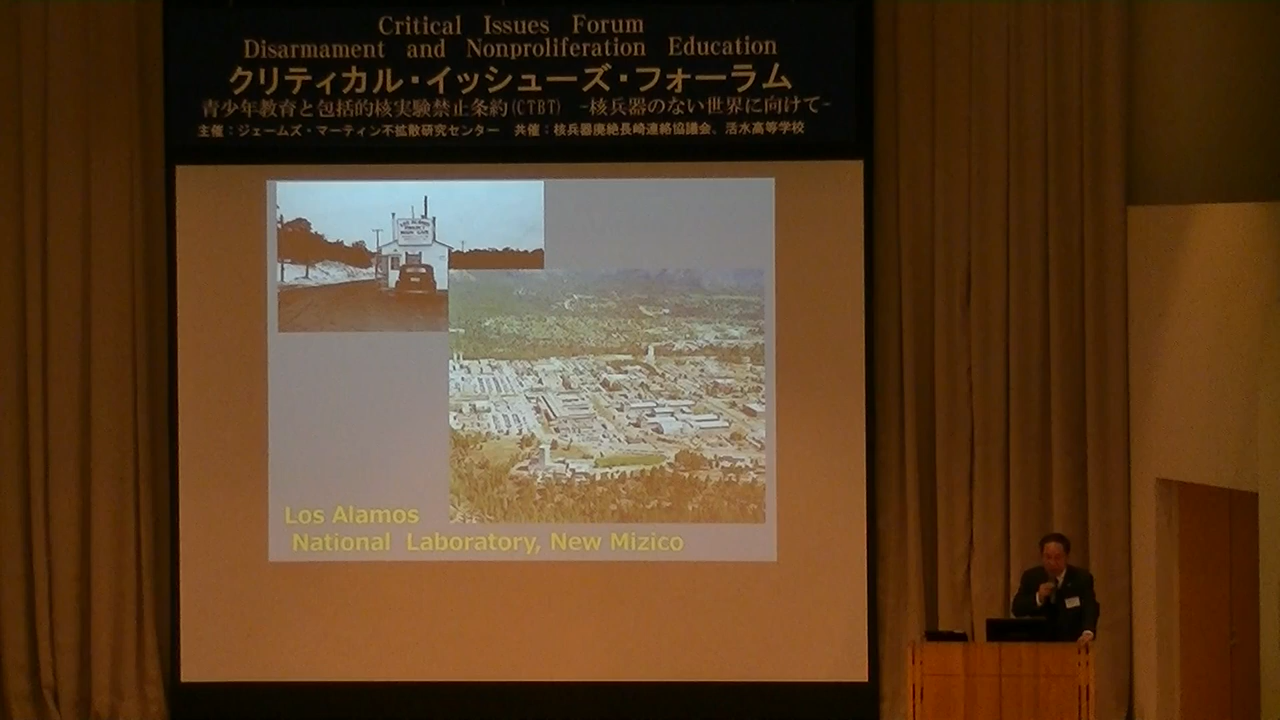 Critical Issues Forum
Disarmament and Nonproliferation Education
クリティカル・イッシューズ・フォーラム
青少年教育と包括的核実験禁止条約(CTBT) -核兵器のない世界に向けて-
主催：ジェームズ・マーティン不拡散研究センター 共催：核兵器廃絶長崎連絡協議会、活水高等学校
Los Alamos
National Laboratory, New Mizico